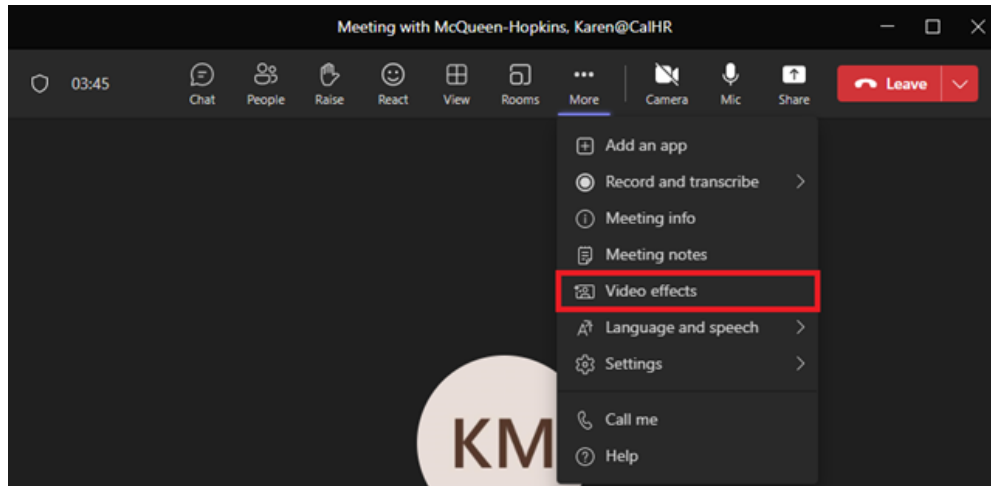 Meeting with McQueen-Hopkins, Karen@CalHR
03:45
Chat
People
Raise
React
View
Rooms
More
Camera
Mic
Share
Leave
Add an app
Record and transcribe
Meeting info
Meeting notes
Video effects
Language and speech
Settings
Call me
Help
KM